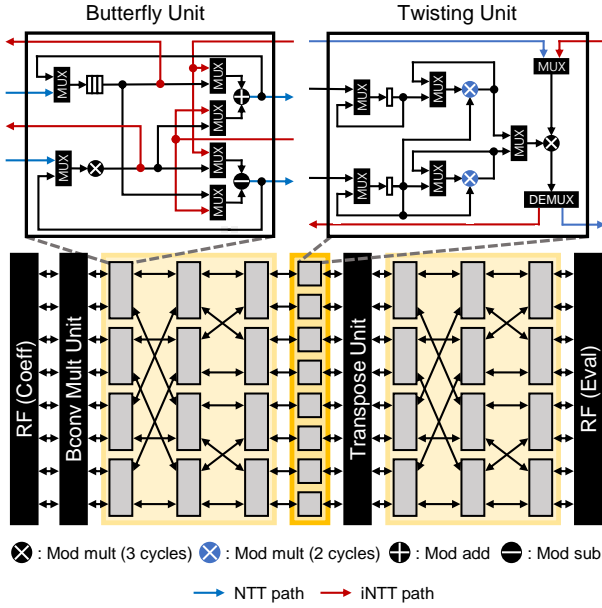 Butterfly Unit
Twisting Unit
MUX
MUX
MUX
MUX
MUX
MUX
MUX
MUX
MUX
MUX
MUX
MUX
MUX
DEMUX
RF (Coeff)
Bconv Mult Unit
Transpose Unit
RF (Eval)
: Mod mult (3 cycles)
: Mod mult (2 cycles)
: Mod add
: Mod sub
NTT path
iNTT path